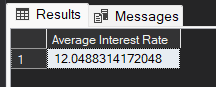 Results Messages
Average Interest Rate
1 12.0488314172048